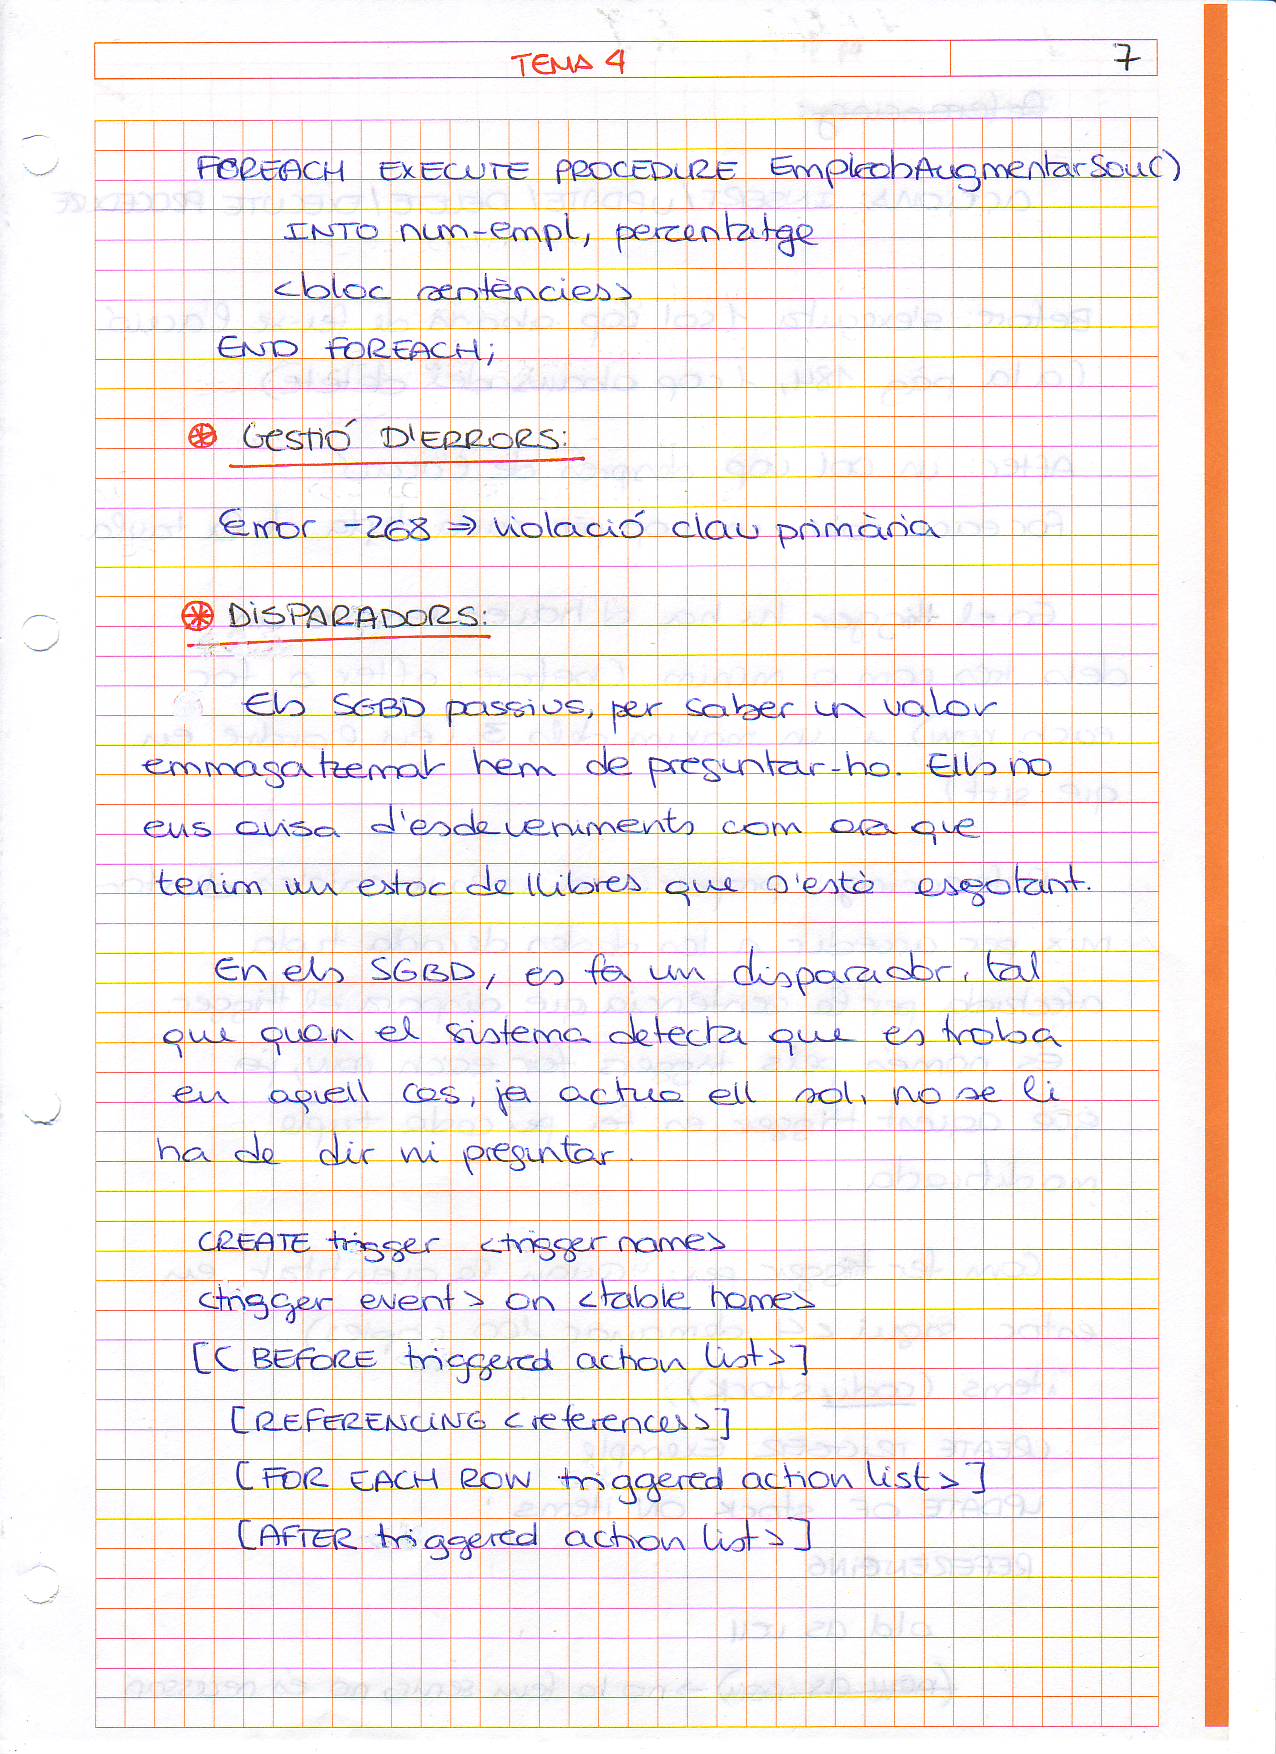 TEMA 4
7
FOREACH EXECUTE PROCEDURE EmpleobAugmentarSou()
INTO num-empl, percentatge
<bloc sentències>
END FOREACH;
GESTIÓ D'ERRORS:
Error -268 ⇒ violació clau primària
DISPARADORS:
Els SGBD passius, per saber un valor
emmagatzemat hem de preguntar-ho. Ells no
ens avisa d'esdeveniments com ara que
tenim un estoc de llibres que s'està esgotant.
En els SGBD, es fa un disparador, tal
que quan el sistema detecta que es troba
en aquell cas, ja actua ell sol, no se li
ha de dir ni preguntar.
CREATE trigger <trigger name>
<trigger event> on <table name>
[< BEFORE triggered action list>]
[REFERENCING <references>]
[FOR EACH ROW triggered action list>]
[AFTER triggered action list>]